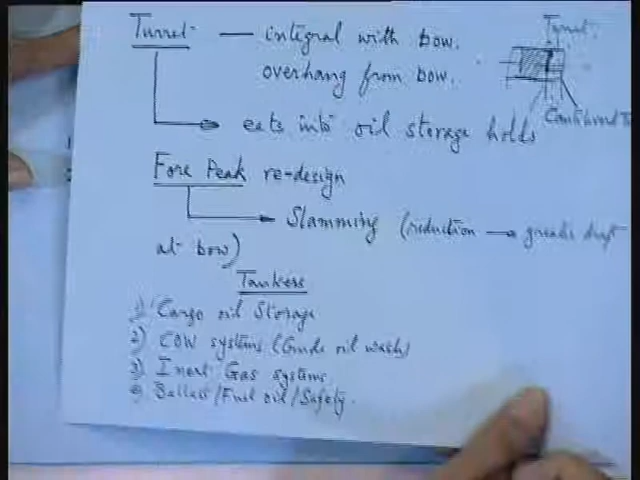 Turret — integral with bow.
overhang from bow.
Turret
eats into oil storage holds
Fore Peak re-design
Slamming (reduction → greater draft
at bow)
Tankers
1) Cargo oil Storage
2) COW systems (Crude oil wash)
3) Inert Gas systems
4) Ballast/Fuel oil/Safety.